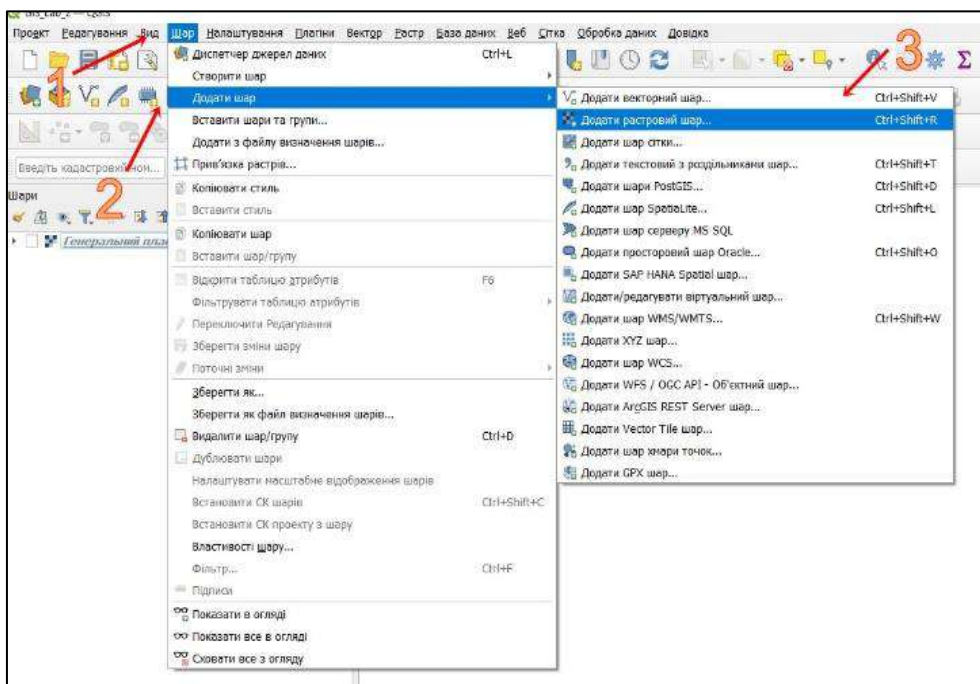 GIS_Lab_2 — QGIS
Проект Редагування Вид Шар Налаштування Плагіни Вектор Растр База даних Веб Сітка Обробка даних Довідка
1
2
3
Введіть кадастровий
Шари
Генеральний
Диспетчер джерел даних Ctrl+L
Створити шар
Додати шар
Вставити шари та групи...
Додати з файлу визначення шарів...
Прив'язка растрів...
Копіювати стиль
Вставити стиль
Копіювати шар
Вставити шар/групу
Відкрити таблицю атрибутів F6
Фільтрувати таблицю атрибутів
Переключити Редагування
Зберегти зміни шару
Поточні зміни
Зберегти як...
Зберегти як файл визначення шарів...
Видалити шар/групу Ctrl+D
Дублювати шари
Налаштувати масштабне відображення шарів
Встановити СК шарів Ctrl+Shift+C
Встановити СК проекту з шару
Властивості шару...
Фільтр... Ctrl+F
Підписи
Показати в огляді
Показати все в огляді
Сховати все з огляду
Додати векторний шар... Ctrl+Shift+V
Додати растровий шар... Ctrl+Shift+R
Додати шар сітки...
Додати текстовий з роздільниками шар... Ctrl+Shift+T
Додати шари PostGIS... Ctrl+Shift+D
Додати шар SpatiaLite... Ctrl+Shift+L
Додати шар серверу MS SQL
Додати просторовий шар Oracle... Ctrl+Shift+O
Додати SAP HANA Spatial шар...
Додати/редагувати віртуальний шар...
Додати шар WMS/WMTS... Ctrl+Shift+W
Додати XYZ шар...
Додати шар WCS...
Додати WFS / OGC API - Об'єктний шар...
Додати ArcGIS REST Server шар...
Додати Vector Tile шар...
Додати шар хмари точок...
Додати GPX шар...